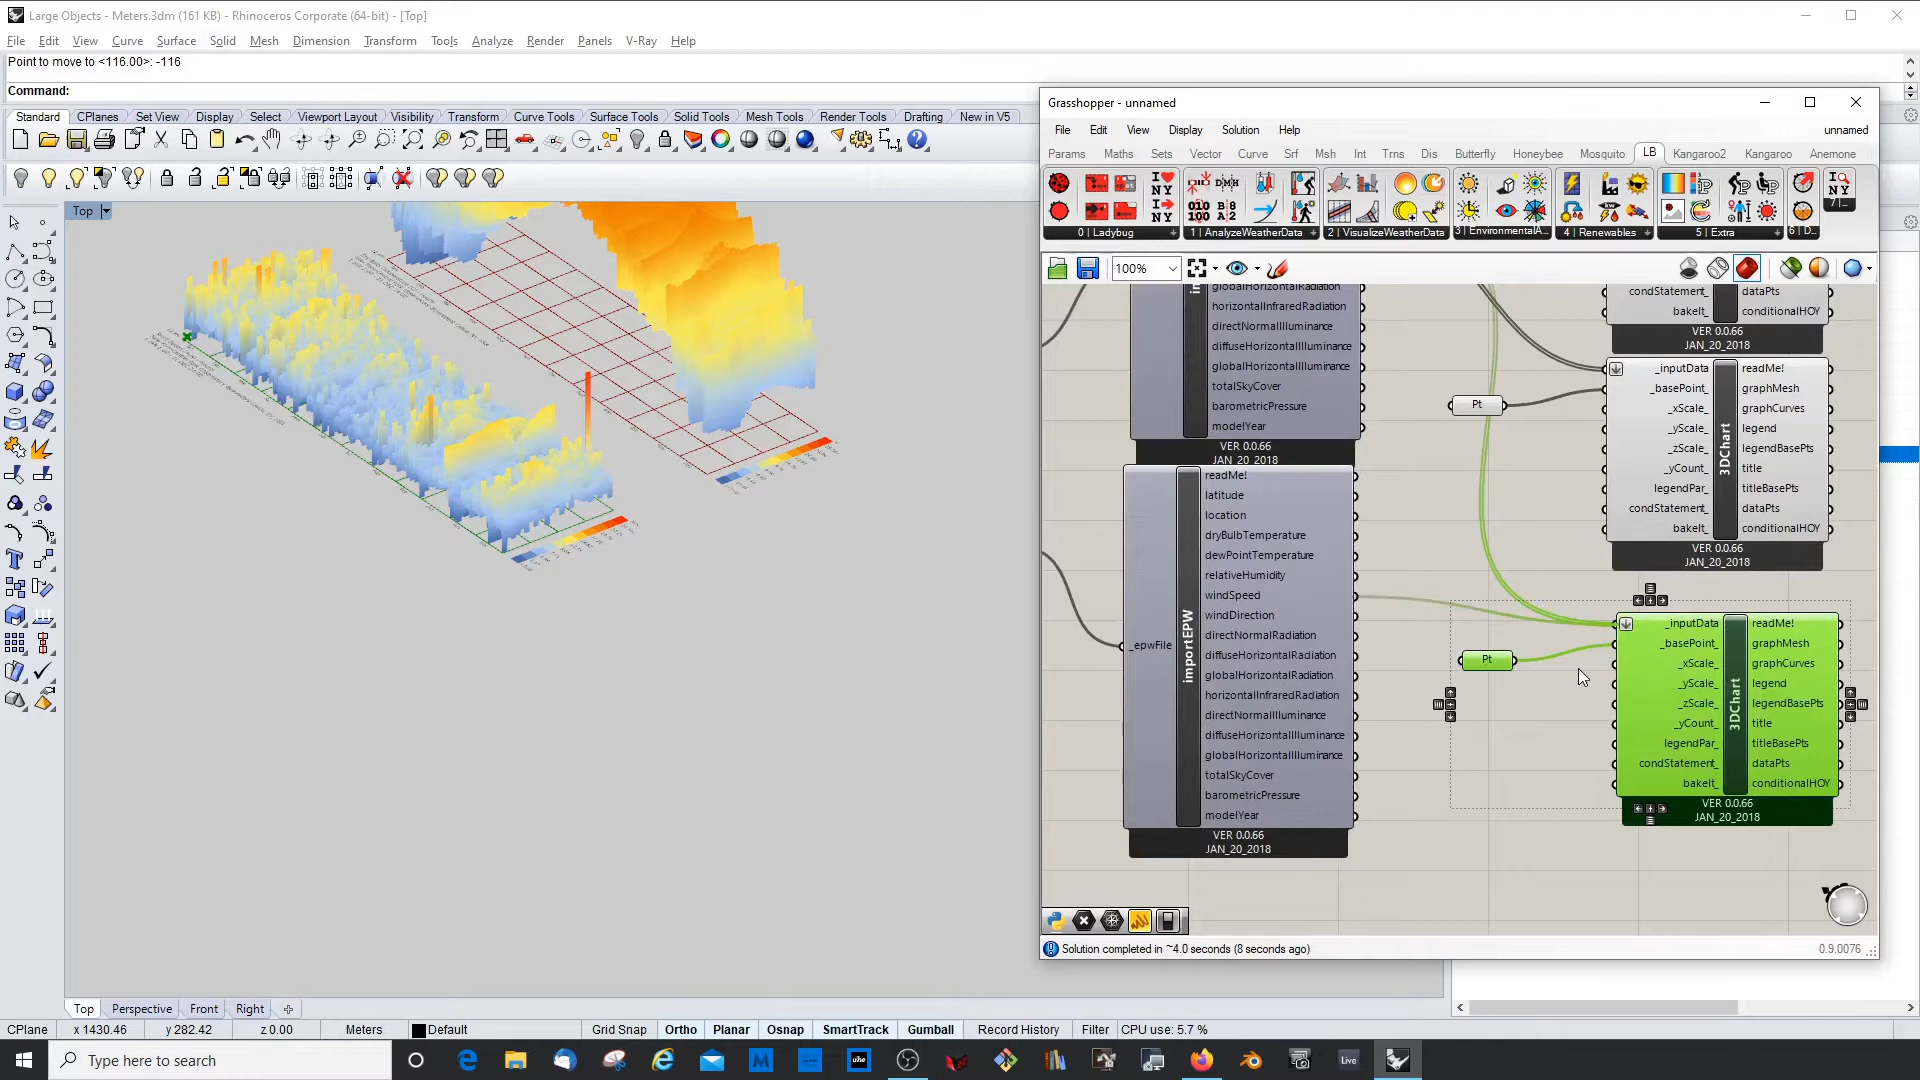 Large Objects - Meters.3dm (161 KB) - Rhinoceros Corporate (64-bit) - [Top]
File Edit View Curve Surface Solid Mesh Dimension Transform Tools Analyze Render Panels V-Ray Help
Point to move to <116.00>: -116
Command:
Standard CPlanes Set View Display Select Viewport Layout Visibility Transform Curve Tools Surface Tools Solid Tools Mesh Tools Render Tools Drafting New in V5
Top
Grasshopper - unnamed
File Edit View Display Solution Help unnamed
Params Maths Sets Vector Curve Srf Msh Int Trns Dis Butterfly Honeybee Mosquito LB Kangaroo2 Kangaroo Anemone
0 | Ladybug 1 | AnalyzeWeatherData 2 | VisualizeWeatherData 3 | EnvironmentalA... 4 | Renewables 5 | Extra 6 | D... 7 |...
100%
globalHorizontalRadiation
horizontalInfraredRadiation
directNormalIlluminance
diffuseHorizontalIlluminance
globalHorizontalIlluminance
totalSkyCover
barometricPressure
modelYear
VER 0.0.66
JAN_20_2018
condStatement_ dataPts
bakeIt_ conditionalHOY
VER 0.0.66
JAN_20_2018
Pt
3DChart
_inputData readMe!
_basePoint_ graphMesh
_xScale_ graphCurves
_yScale_ legend
_zScale_ legendBasePts
_yCount_ title
legendPar_ titleBasePts
condStatement_ dataPts
bakeIt_ conditionalHOY
VER 0.0.66
JAN_20_2018
_epwFile
importEPW
readMe!
latitude
location
dryBulbTemperature
dewPointTemperature
relativeHumidity
windSpeed
windDirection
directNormalRadiation
diffuseHorizontalRadiation
globalHorizontalRadiation
horizontalInfraredRadiation
directNormalIlluminance
diffuseHorizontalIlluminance
globalHorizontalIlluminance
totalSkyCover
barometricPressure
modelYear
VER 0.0.66
JAN_20_2018
Pt
3DChart
_inputData readMe!
_basePoint_ graphMesh
_xScale_ graphCurves
_yScale_ legend
_zScale_ legendBasePts
_yCount_ title
legendPar_ titleBasePts
condStatement_ dataPts
bakeIt_ conditionalHOY
VER 0.0.66
JAN_20_2018
Solution completed in ~4.0 seconds (8 seconds ago) 0.9.0076
Top Perspective Front Right
CPlane x 1430.46 y 282.42 z 0.00 Meters Default Grid Snap Ortho Planar Osnap SmartTrack Gumball Record History Filter CPU use: 5.7 %
Type here to search
Live